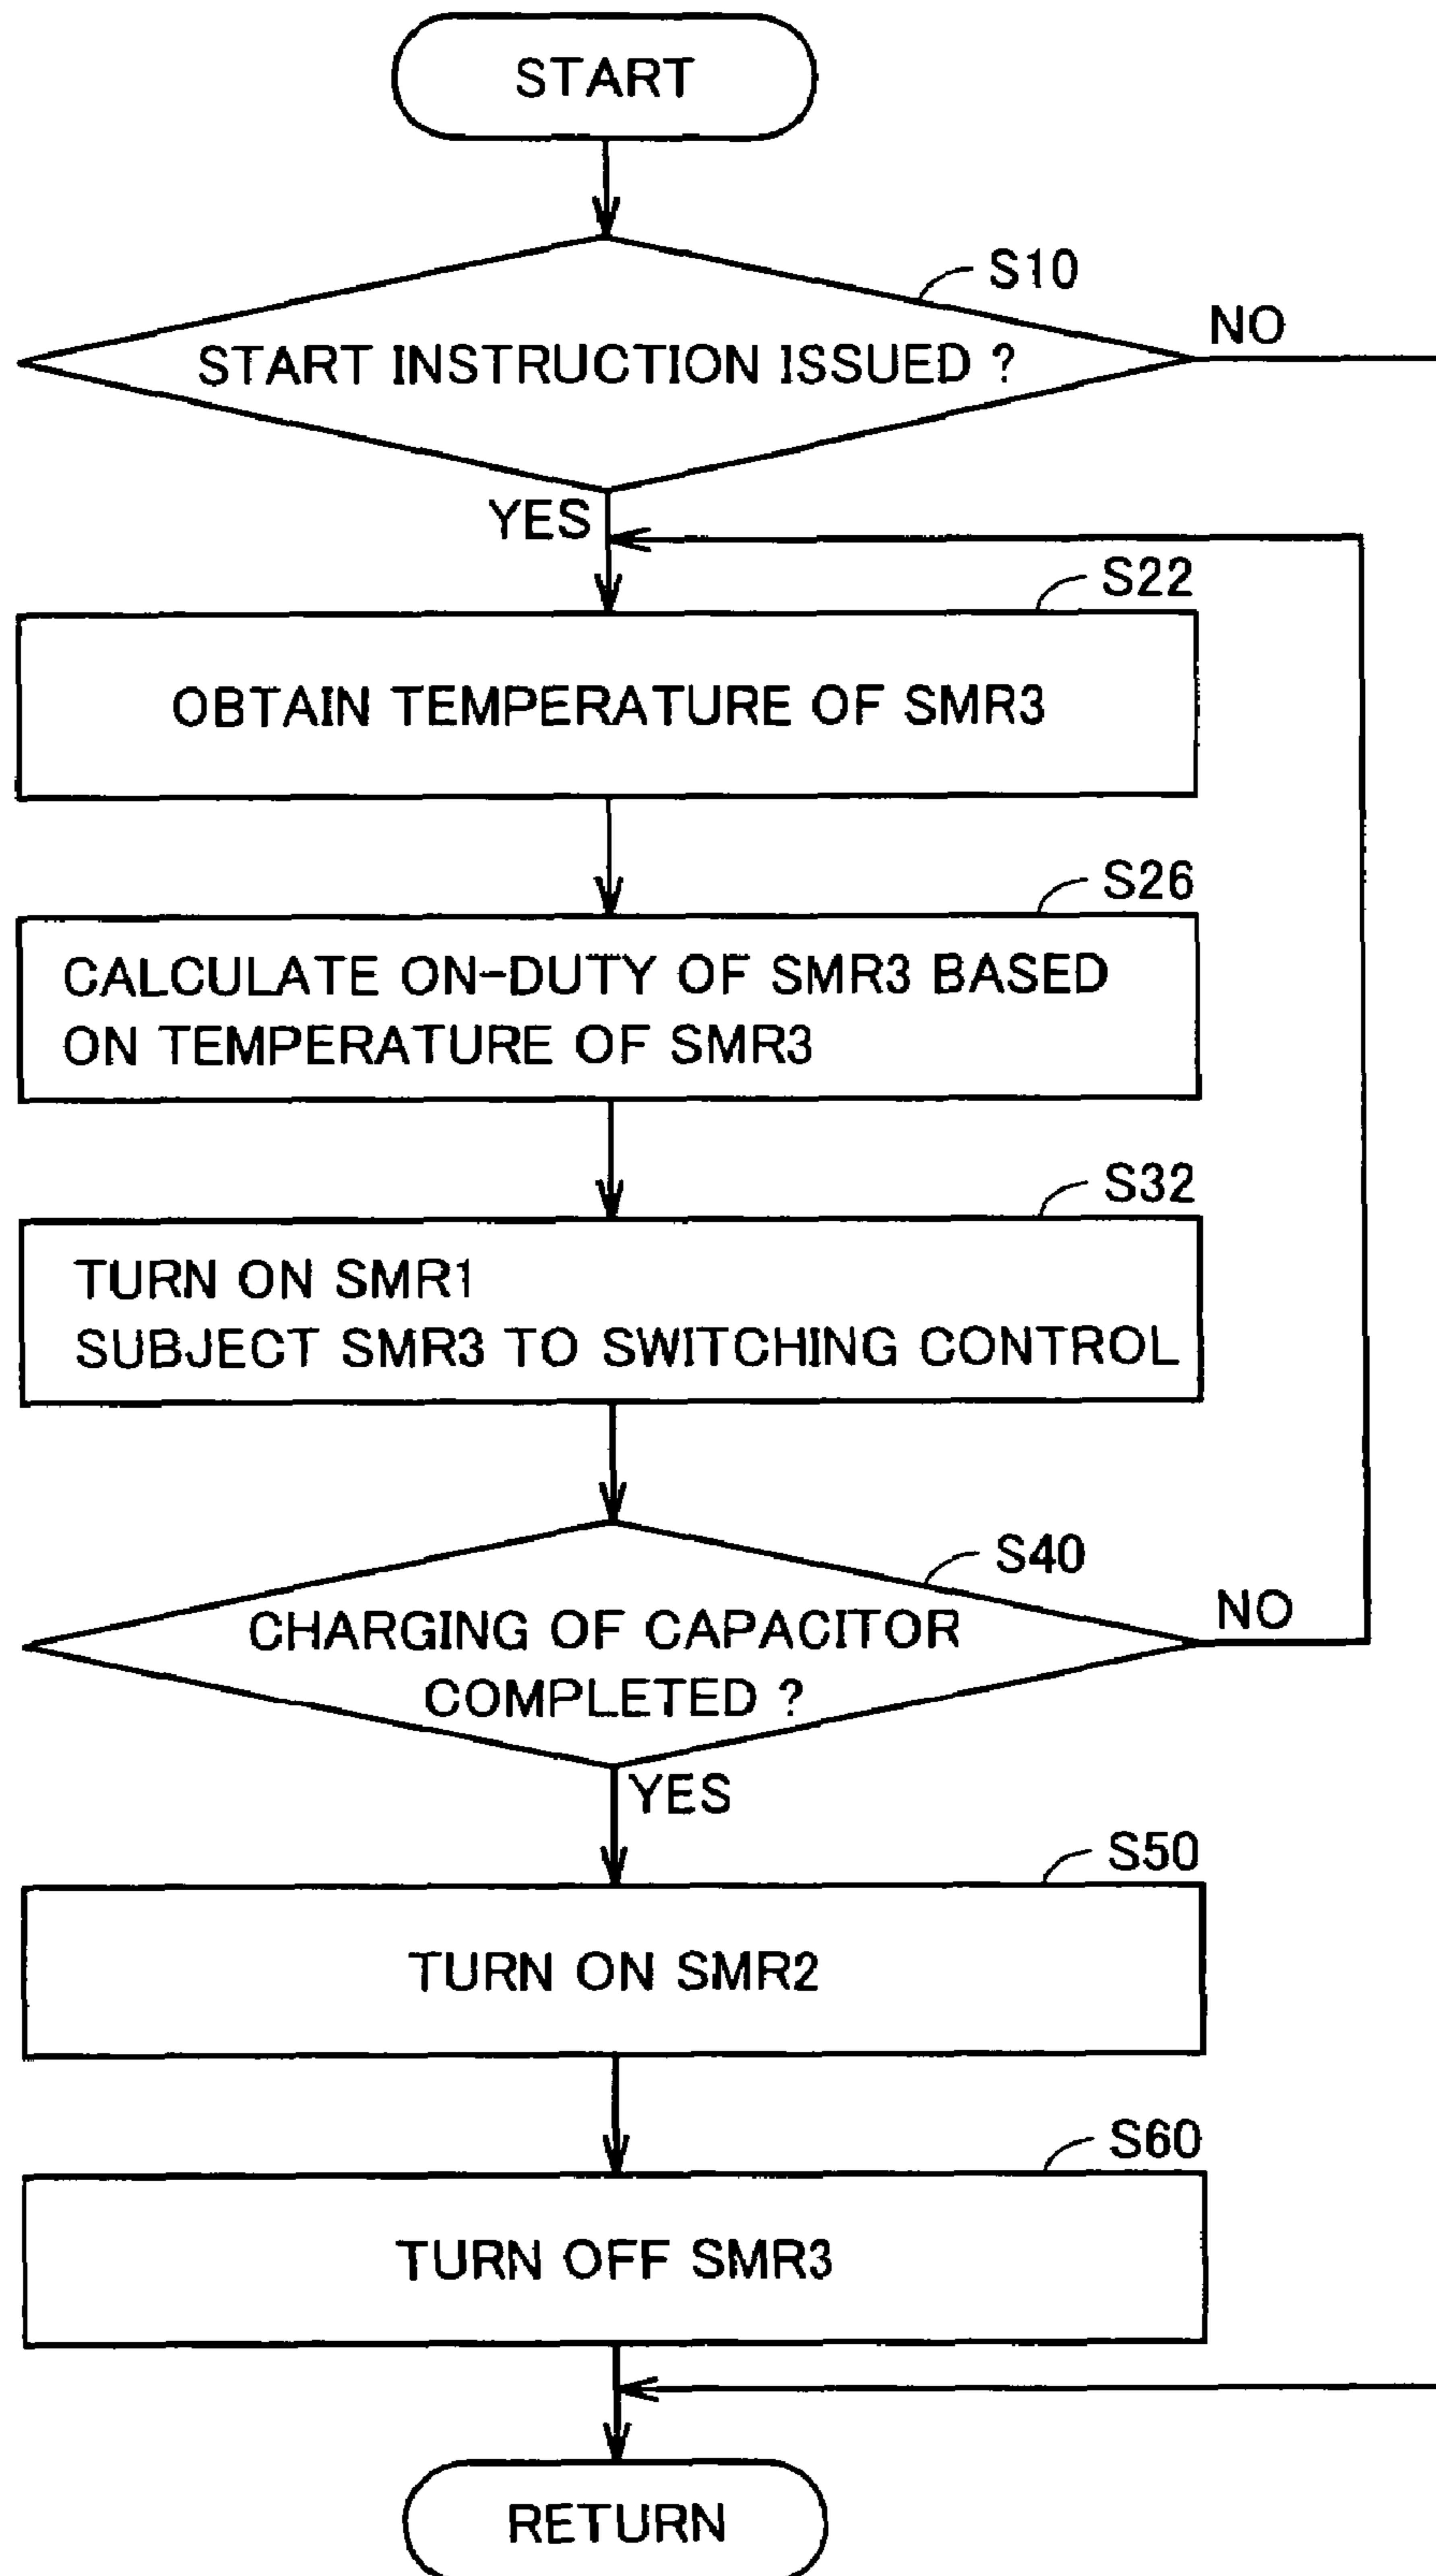 START
S10
START INSTRUCTION ISSUED ?
NO
YES
S22
OBTAIN TEMPERATURE OF SMR3
S26
CALCULATE ON-DUTY OF SMR3 BASED
ON TEMPERATURE OF SMR3
S32
TURN ON SMR1
SUBJECT SMR3 TO SWITCHING CONTROL
S40
CHARGING OF CAPACITOR
COMPLETED ?
NO
YES
S50
TURN ON SMR2
S60
TURN OFF SMR3
RETURN